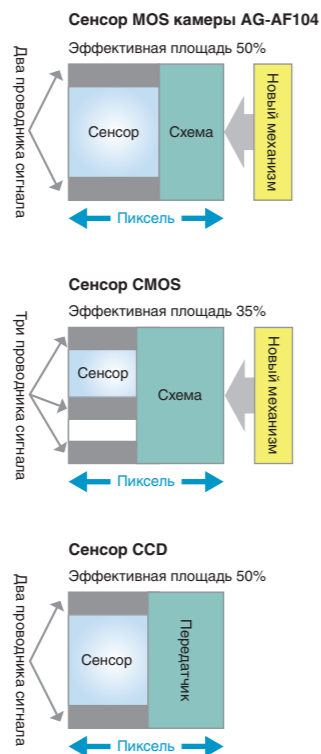 Сенсор MOS камеры AG-AF104
Эффективная площадь 50%
Два проводника сигнала
Сенсор
Схема
Новый механизм
Пиксель
Сенсор CMOS
Эффективная площадь 35%
Три проводника сигнала
Сенсор
Схема
Новый механизм
Пиксель
Сенсор CCD
Эффективная площадь 50%
Два проводника сигнала
Сенсор
Передатчик
Пиксель